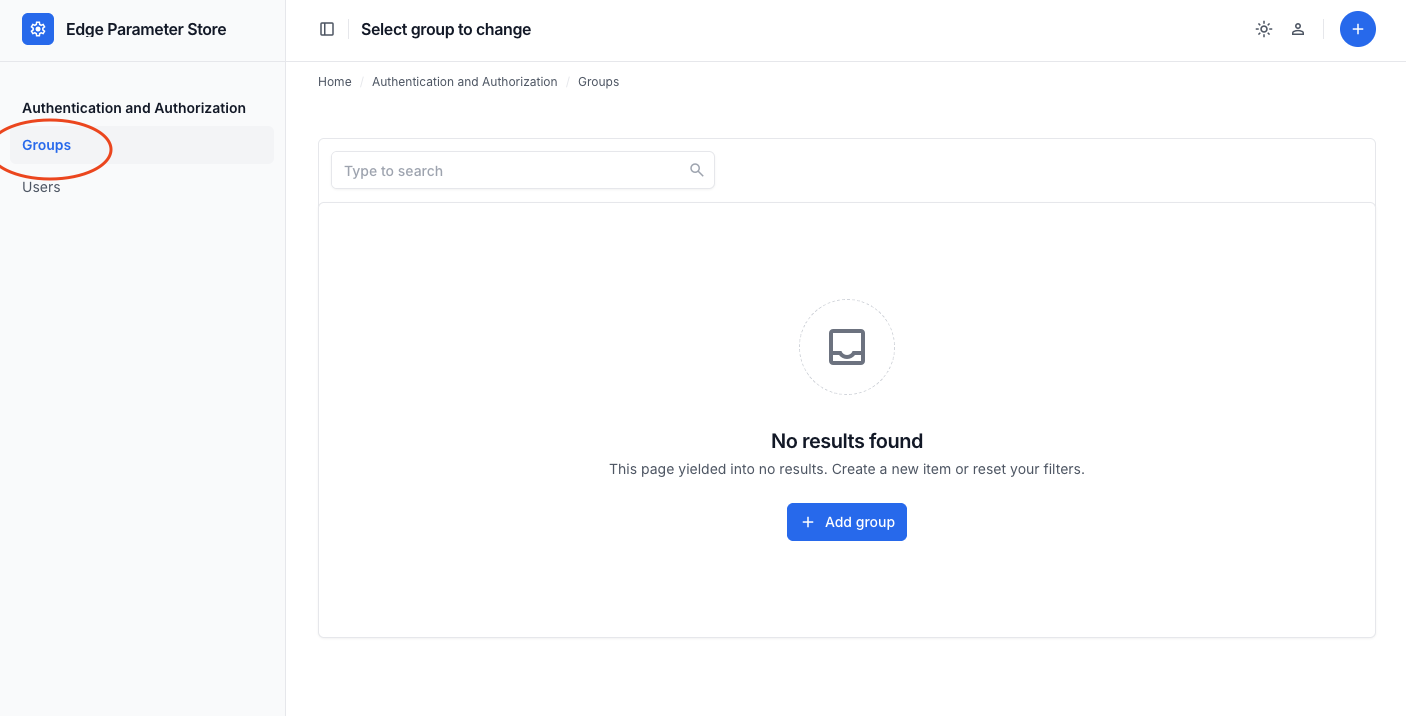 Edge Parameter Store
Select group to change
Home / Authentication and Authorization / Groups
Authentication and Authorization
Groups
Users
Type to search
No results found
This page yielded into no results. Create a new item or reset your filters.
Add group